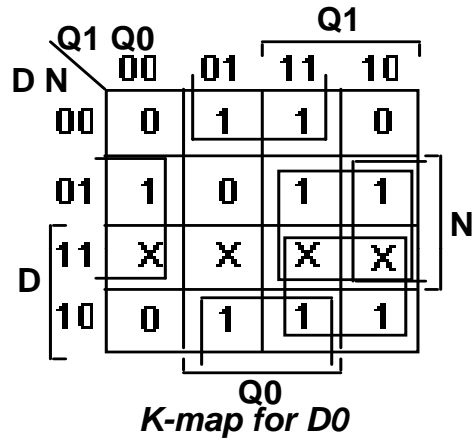 Q1
Q1 Q0
D N
00 01 11 10
00 0 1 1 0
01 1 0 1 1
N
11 X X X X
D
10 0 1 1 1
Q0
K-map for D0